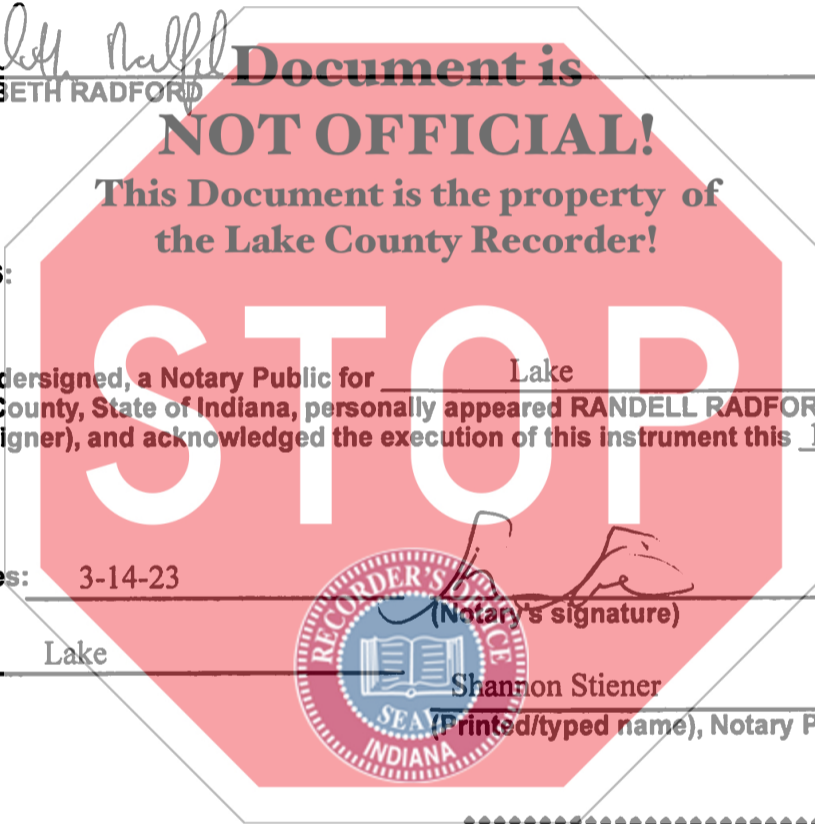 BETH RADFORD
Document is
NOT OFFICIAL!
This Document is the property of
the Lake County Recorder!
STOP
dersigned, a Notary Public for Lake
County, State of Indiana, personally appeared RANDELL RADFOR
igner), and acknowledged the execution of this instrument this
es: 3-14-23
(Notary's signature)
Lake
Shannon Stiener
(Printed/typed name), Notary P
RECORDER'S OFFICE
SEAL
INDIANA